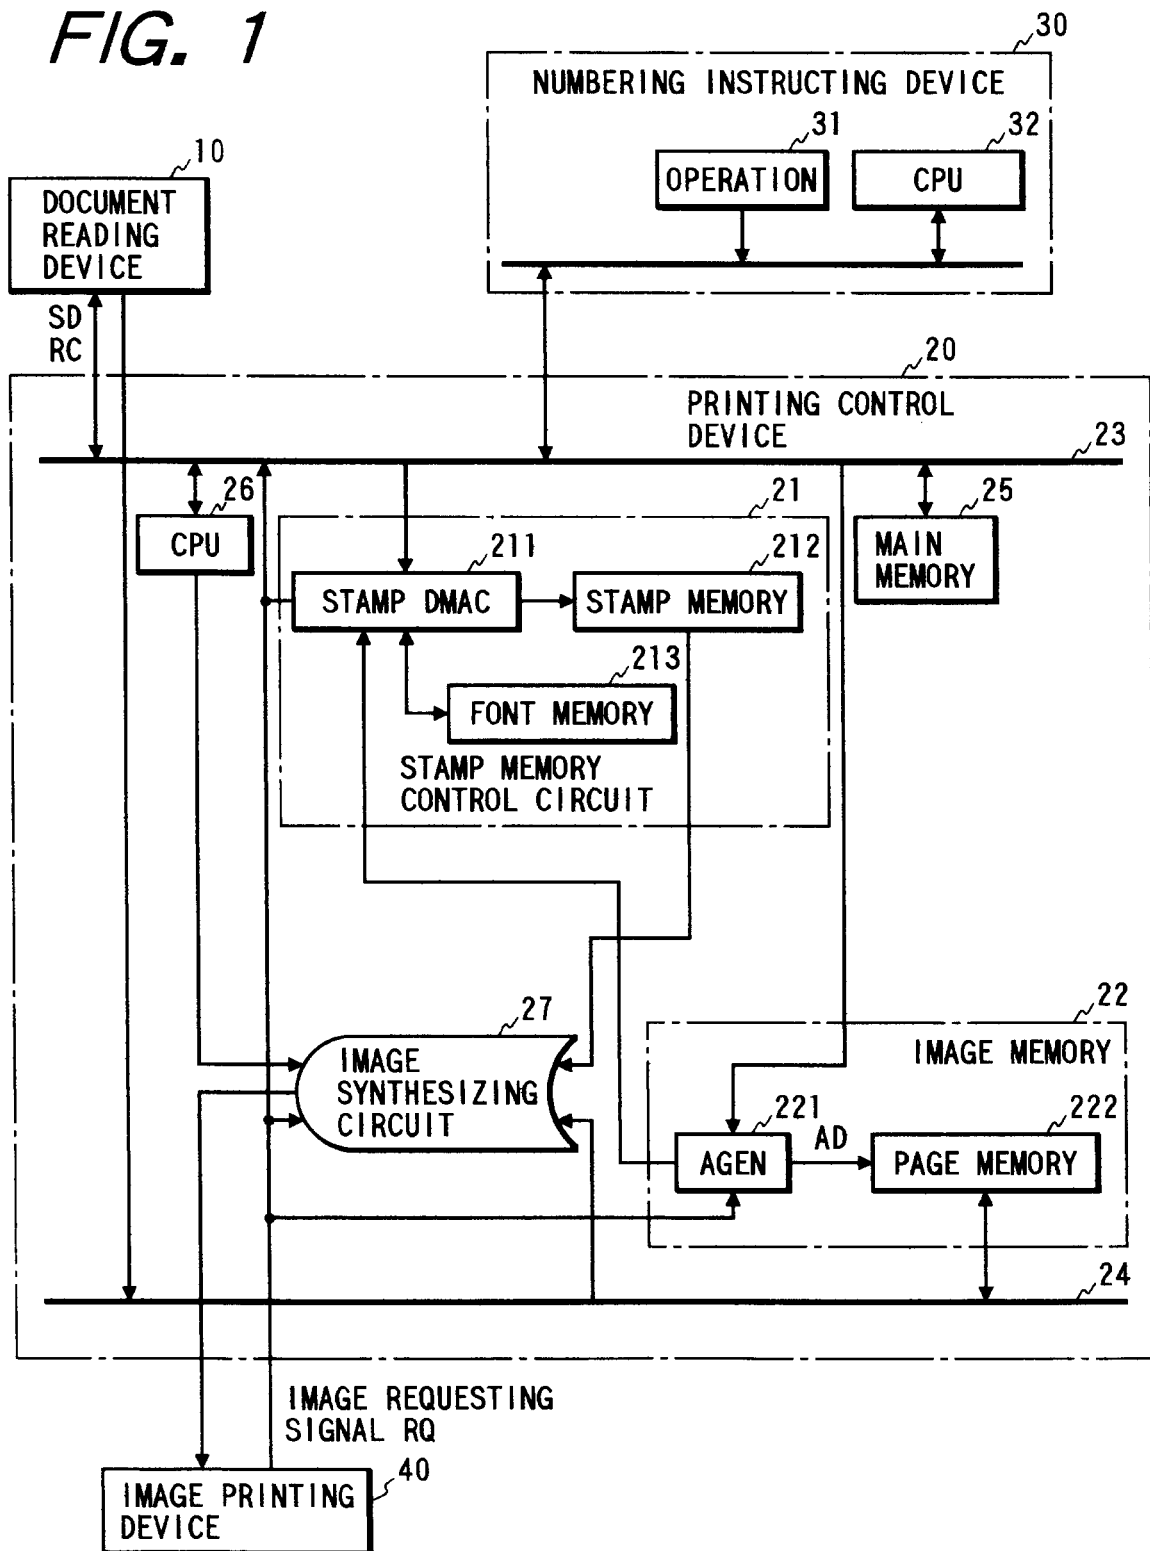 FIG. 1
30
NUMBERING INSTRUCTING DEVICE
31
32
OPERATION
CPU
10
DOCUMENT
READING
DEVICE
SD
RC
20
PRINTING CONTROL
DEVICE
23
26
CPU
21
25
MAIN
MEMORY
211
212
STAMP DMAC
STAMP MEMORY
213
FONT MEMORY
STAMP MEMORY
CONTROL CIRCUIT
27
IMAGE
SYNTHESIZING
CIRCUIT
22
IMAGE MEMORY
221
AD
222
AGEN
PAGE MEMORY
24
IMAGE REQUESTING
SIGNAL RQ
40
IMAGE PRINTING
DEVICE